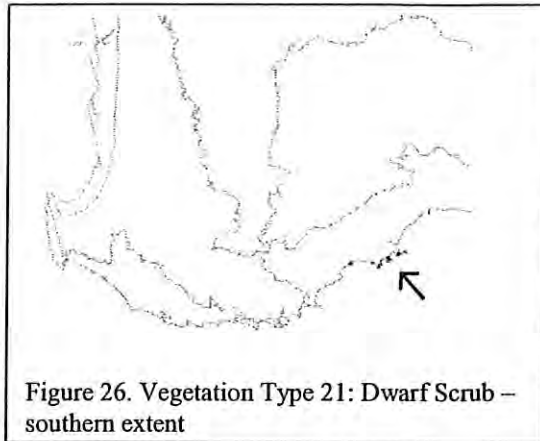 Figure 26. Vegetation Type 21: Dwarf Scrub –
southern extent